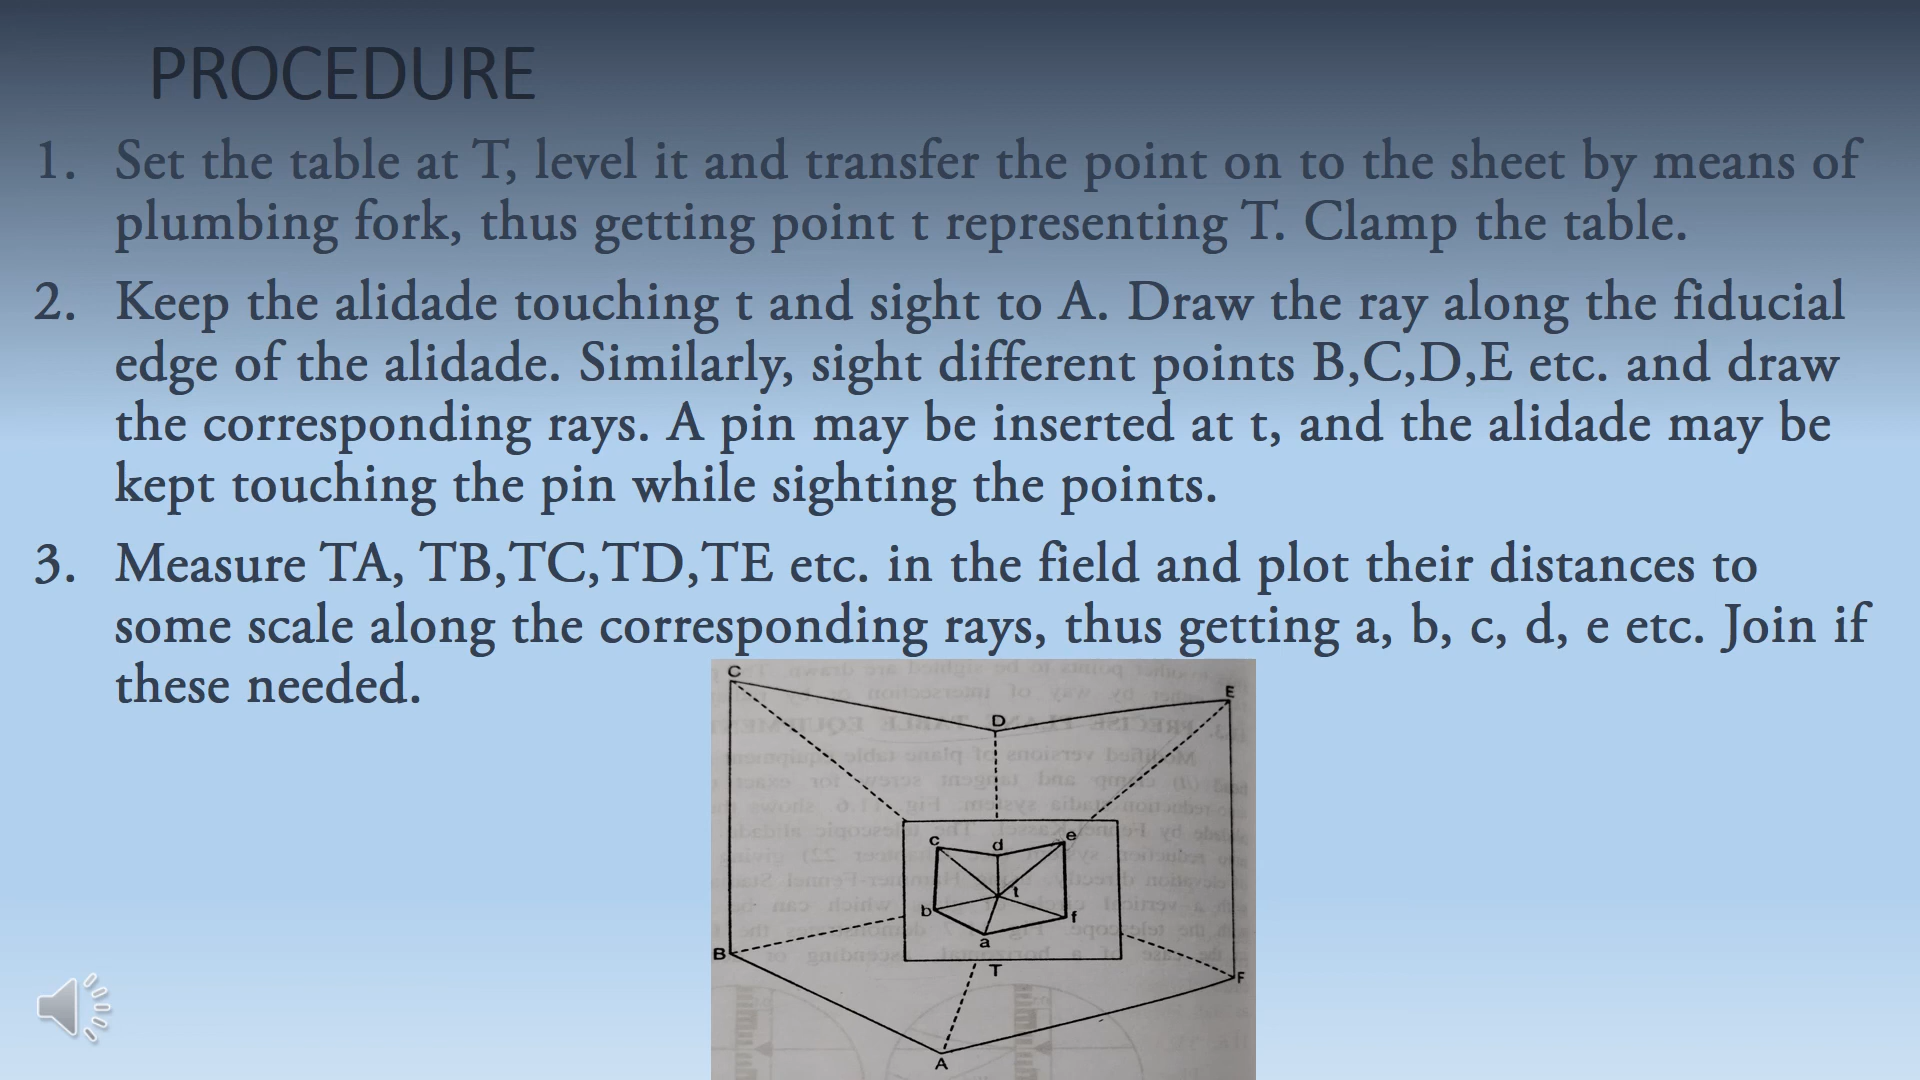 PROCEDURE
1. Set the table at T, level it and transfer the point on to the sheet by means of
plumbing fork, thus getting point t representing T. Clamp the table.
2. Keep the alidade touching t and sight to A. Draw the ray along the fiducial
edge of the alidade. Similarly, sight different points B,C,D,E etc. and draw
the corresponding rays. A pin may be inserted at t, and the alidade may be
kept touching the pin while sighting the points.
3. Measure TA, TB,TC,TD,TE etc. in the field and plot their distances to
some scale along the corresponding rays, thus getting a, b, c, d, e etc. Join if
these needed.
C
E
D
c
d
e
t
b
f
a
B
T
F
A